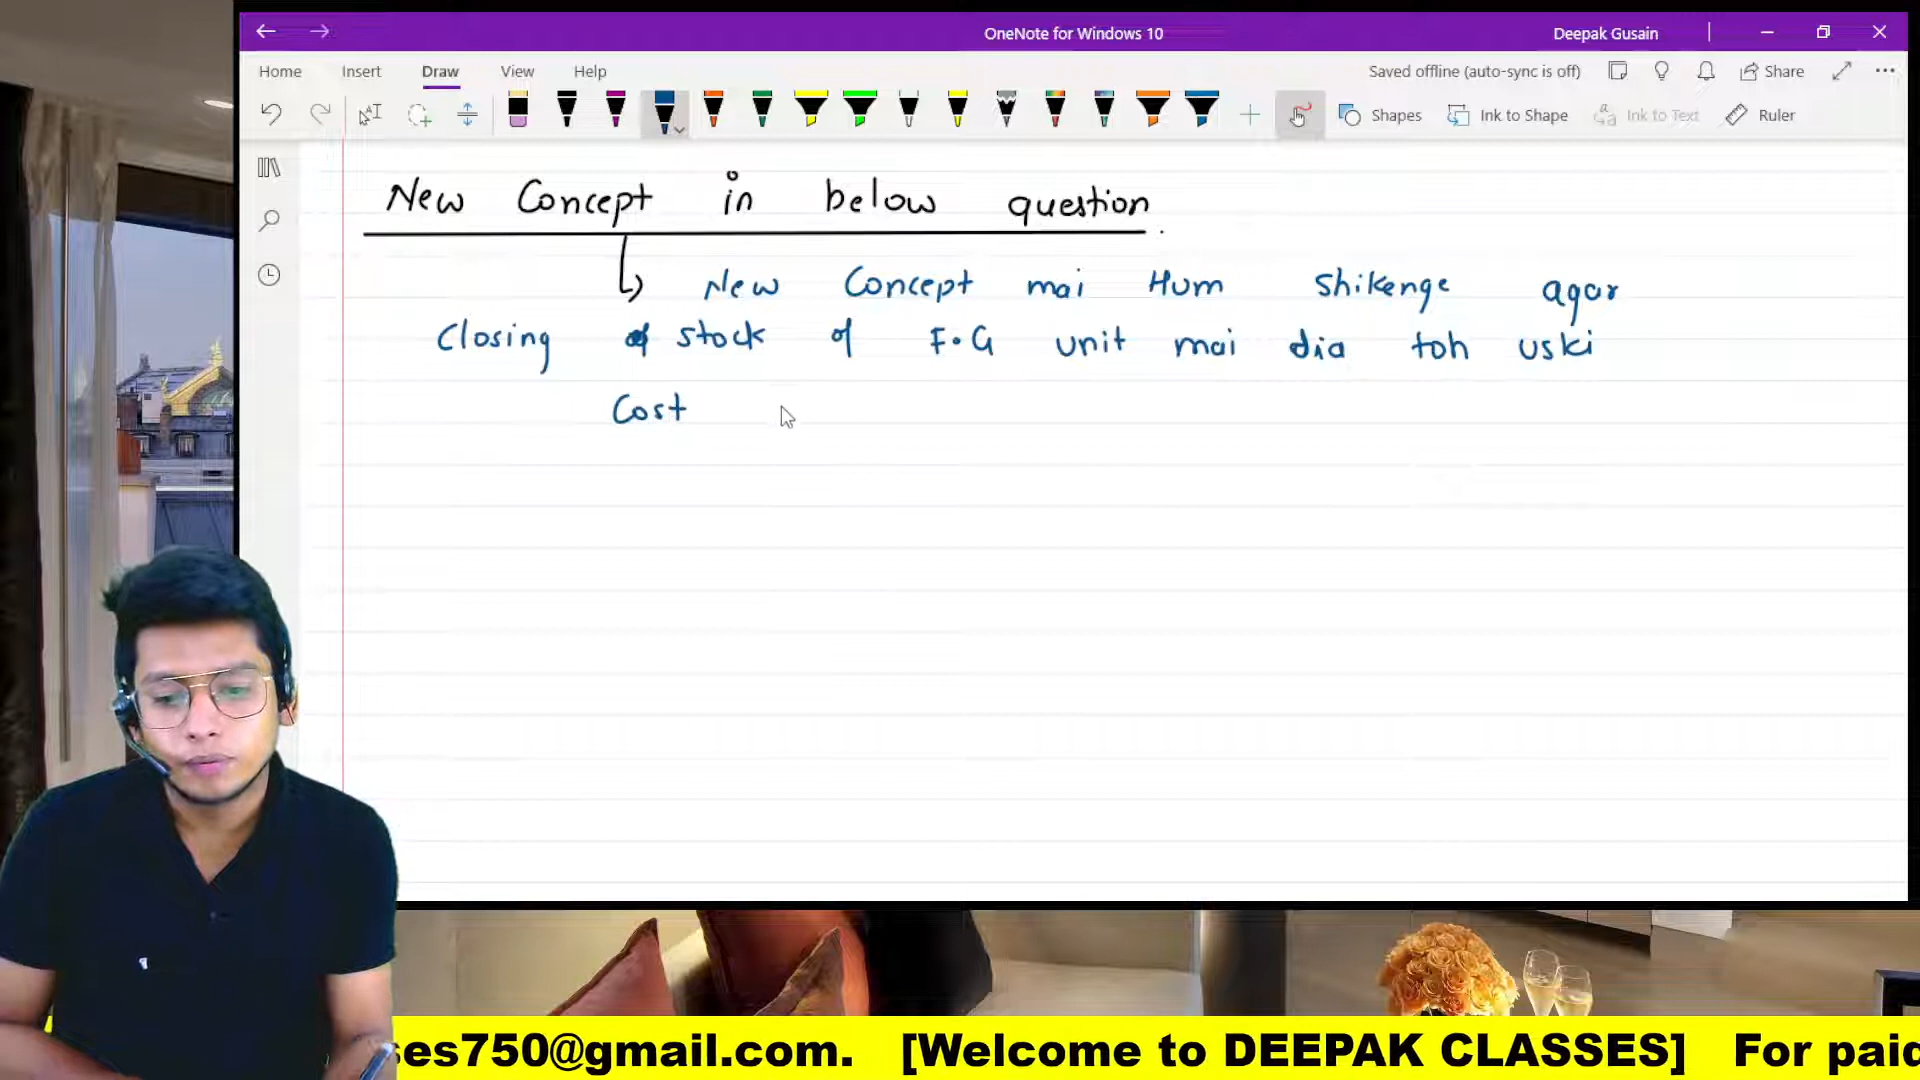 OneNote for Windows 10
Deepak Gusain
Home Insert Draw View Help
Saved offline (auto-sync is off)
Share
Shapes
Ink to Shape
Ink to Text
Ruler
New Concept in below question.
New Concept mai Hum shikenge agar
Closing of stock of F.G unit mai dia toh uski
Cost
ses750@gmail.com. [Welcome to DEEPAK CLASSES] For paid